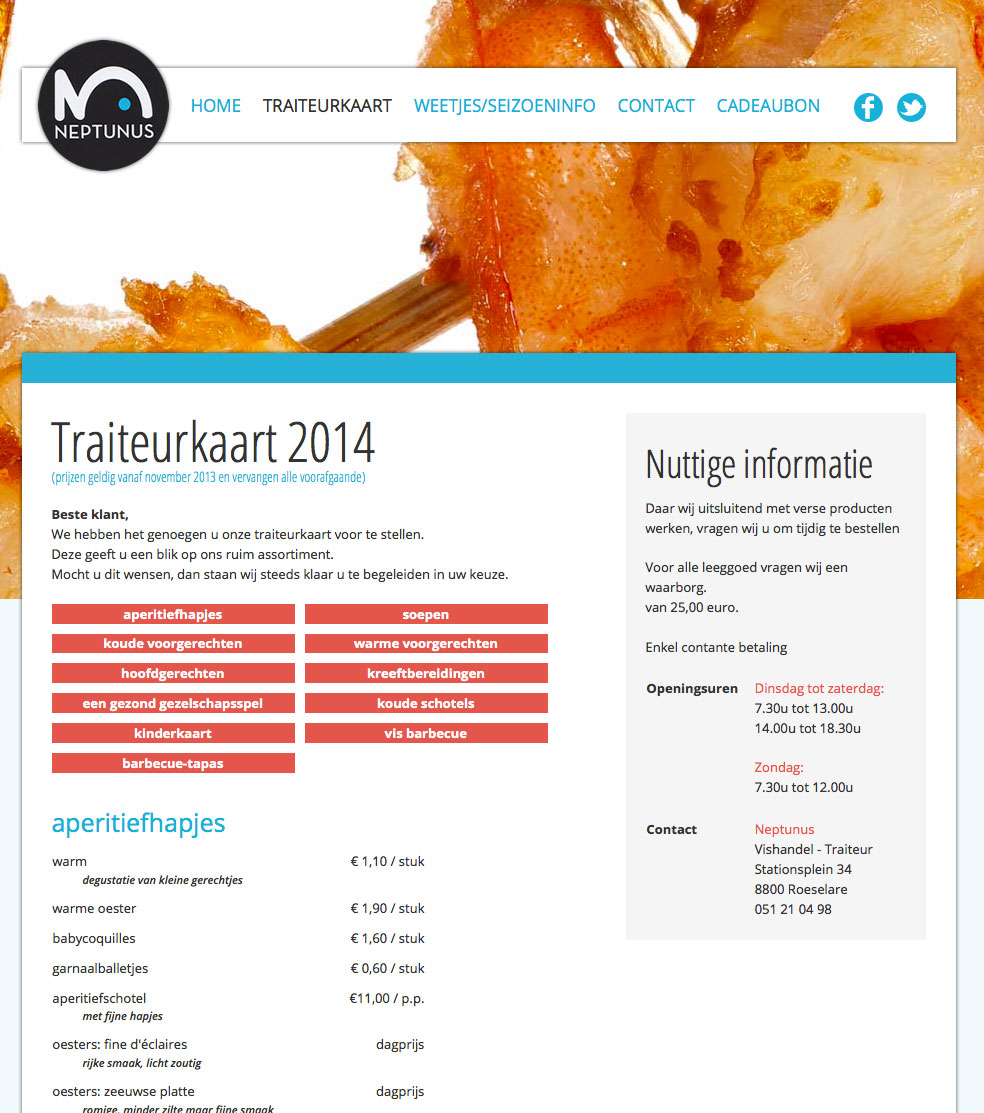 NEPTUNUS
HOME TRAITEURKAART WEETJES/SEIZOENINFO CONTACT CADEAUBON
Traiteurkaart 2014
(prijzen geldig vanaf november 2013 en vervangen alle voorafgaande)
Beste klant,
We hebben het genoegen u onze traiteurkaart voor te stellen.
Deze geeft u een blik op ons ruim assortiment.
Mocht u dit wensen, dan staan wij steeds klaar u te begeleiden in uw keuze.
aperitiefhapjes soepen
koude voorgerechten warme voorgerechten
hoofdgerechten kreeftbereidingen
een gezond gezelschapsspel koude schotels
kinderkaart vis barbecue
barbecue-tapas
aperitiefhapjes
warm € 1,10 / stuk
degustatie van kleine gerechtjes
warme oester € 1,90 / stuk
babycoquilles € 1,60 / stuk
garnaalballetjes € 0,60 / stuk
aperitiefschotel €11,00 / p.p.
met fijne hapjes
oesters: fine d'éclaires dagprijs
rijke smaak, licht zoutig
oesters: zeeuwse platte dagprijs
romige, minder zilte maar fijne smaak
Nuttige informatie
Daar wij uitsluitend met verse producten
werken, vragen wij u om tijdig te bestellen
Voor alle leeggoed vragen wij een
waarborg.
van 25,00 euro.
Enkel contante betaling
Openingsuren Dinsdag tot zaterdag:
7.30u tot 13.00u
14.00u tot 18.30u
Zondag:
7.30u tot 12.00u
Contact Neptunus
Vishandel - Traiteur
Stationsplein 34
8800 Roeselare
051 21 04 98